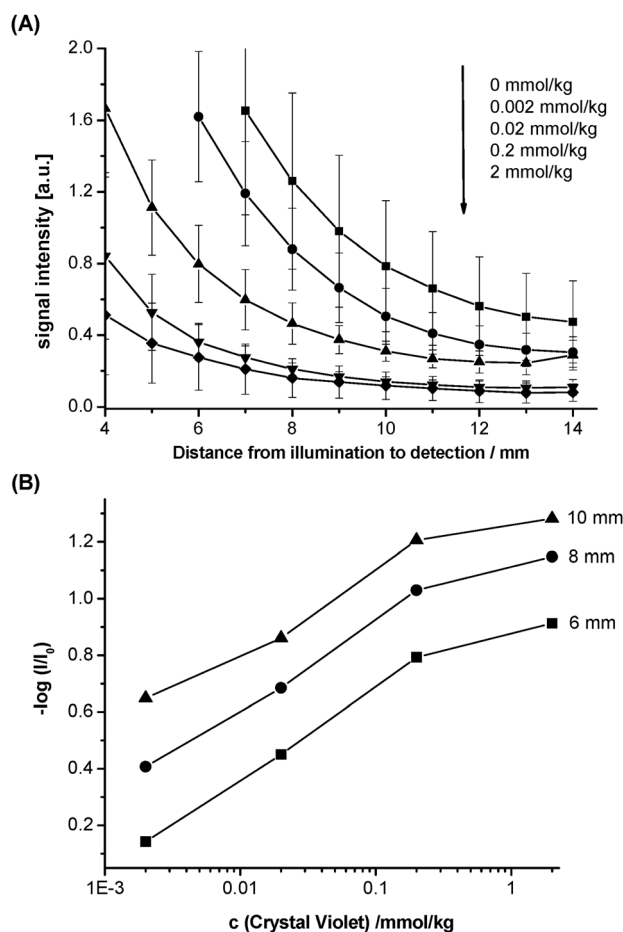 (A)
2.0
1.6
1.2
0.8
0.4
0.0
signal intensity [a.u.]
0 mmol/kg
0.002 mmol/kg
0.02 mmol/kg
0.2 mmol/kg
2 mmol/kg
4 6 8 10 12 14
Distance from illumination to detection / mm
(B)
1.2
1.0
0.8
0.6
0.4
0.2
-log (I/I0)
10 mm
8 mm
6 mm
1E-3 0.01 0.1 1
c (Crystal Violet) /mmol/kg